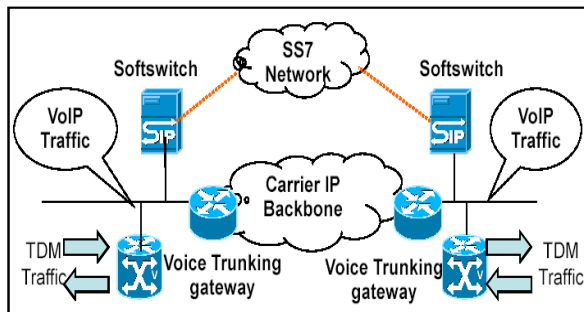 SS7
Network
Softswitch
Softswitch
VoIP
Traffic
SIP
SIP
VoIP
Traffic
Carrier IP
Backbone
TDM
Traffic
V
Voice Trunking
gateway
Voice Trunking
gateway
V
TDM
Traffic